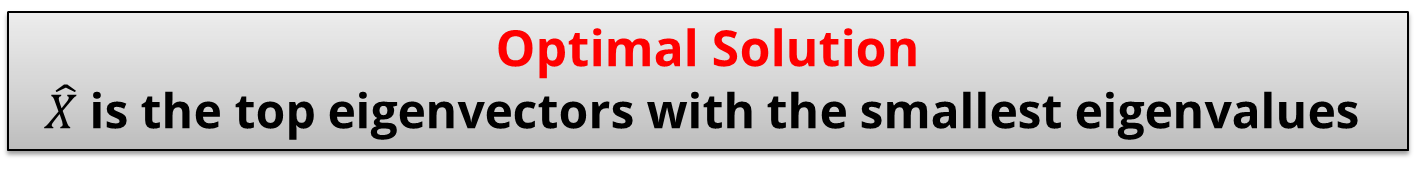 Optimal Solution
X̂ is the top eigenvectors with the smallest eigenvalues